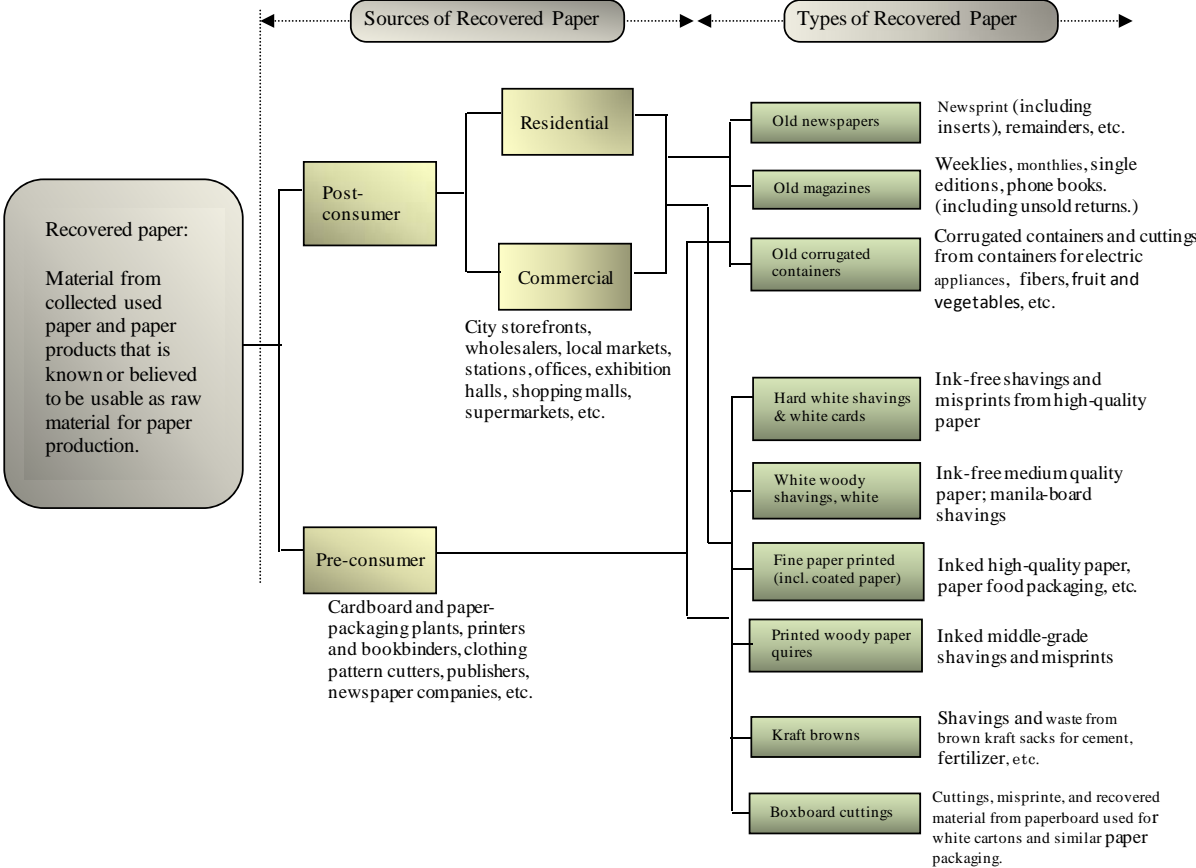 Sources of Recovered Paper
Types of Recovered Paper
Recovered paper:
Material from
collected used
paper and paper
products that is
known or believed
to be usable as raw
material for paper
production.
Post-
consumer
Residential
Commercial
City storefronts,
wholesalers, local markets,
stations, offices, exhibition
halls, shopping malls,
supermarkets, etc.
Pre-consumer
Cardboard and paper-
packaging plants, printers
and bookbinders, clothing
pattern cutters, publishers,
newspaper companies, etc.
Old newspapers
Newsprint (including
inserts), remainders, etc.
Old magazines
Weeklies, monthlies, single
editions, phone books.
(including unsold returns.)
Old corrugated
containers
Corrugated containers and cuttings
from containers for electric
appliances, fibers, fruit and
vegetables, etc.
Hard white shavings
& white cards
Ink-free shavings and
misprints from high-quality
paper
White woody
shavings, white
Ink-free medium quality
paper; manila-board
shavings
Fine paper printed
(incl. coated paper)
Inked high-quality paper,
paper food packaging, etc.
Printed woody paper
quires
Inked middle-grade
shavings and misprints
Kraft browns
Shavings and waste from
brown kraft sacks for cement,
fertilizer, etc.
Boxboard cuttings
Cuttings, misprinte, and recovered
material from paperboard used for
white cartons and similar paper
packaging.